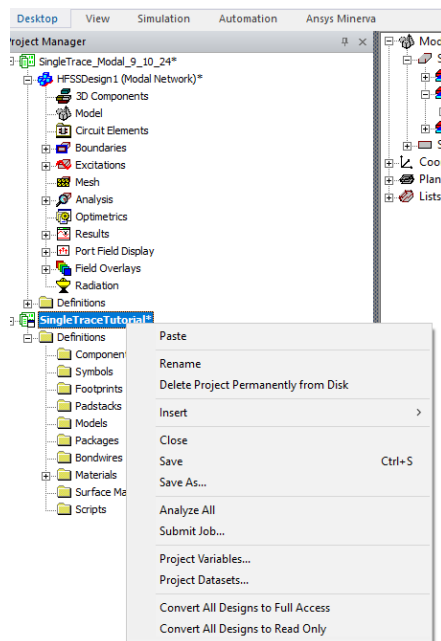 Desktop View Simulation Automation Ansys Minerva
Project Manager
SingleTrace_Modal_9_10_24*
HFSSDesign1 (Modal Network)*
3D Components
Model
Circuit Elements
Boundaries
Excitations
Mesh
Analysis
Optimetrics
Results
Port Field Display
Field Overlays
Radiation
Definitions
SingleTraceTutorial*
Definitions
Component
Symbols
Footprints
Padstacks
Models
Packages
Bondwires
Materials
Surface Ma
Scripts
Paste
Rename
Delete Project Permanently from Disk
Insert
Close
Save Ctrl+S
Save As...
Analyze All
Submit Job...
Project Variables...
Project Datasets...
Convert All Designs to Full Access
Convert All Designs to Read Only
Mod
S
S
Coo
Plan
Lists